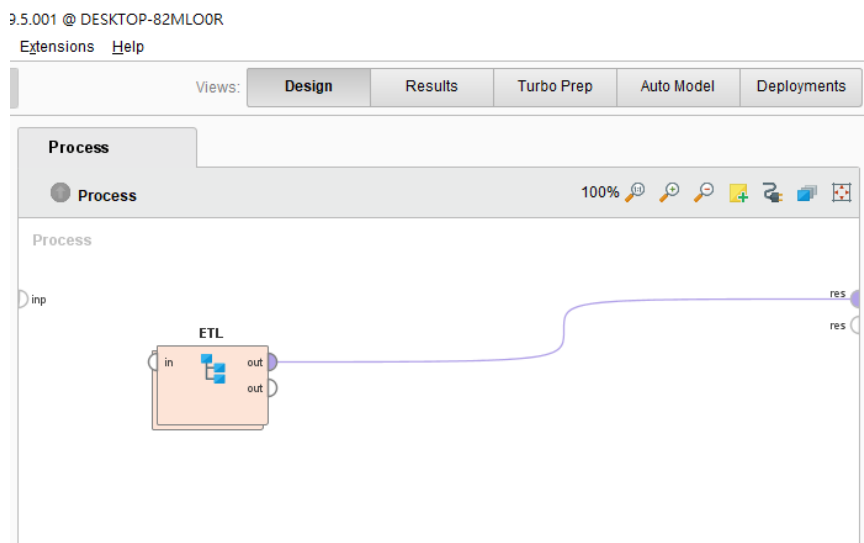 9.5.001 @ DESKTOP-82MLO0R
Extensions Help
Views: Design Results Turbo Prep Auto Model Deployments
Process
Process
100%
Process
inp
res
res
ETL
in out
out